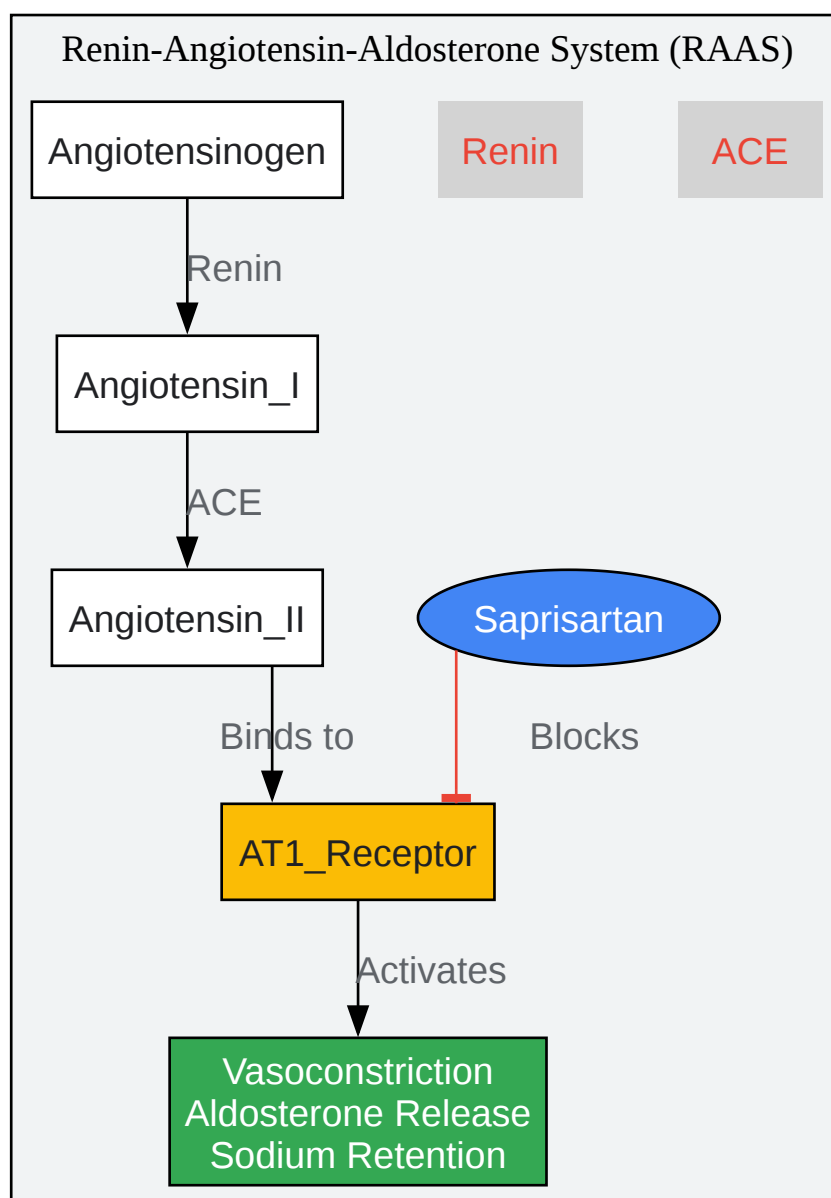 Renin-Angiotensin-Aldosterone System (RAAS)
Angiotensinogen
Renin
ACE
Renin
Angiotensin_I
ACE
Angiotensin_II
Saprisartan
Binds to
Blocks
AT1_Receptor
Activates
Vasoconstriction
Aldosterone Release
Sodium Retention